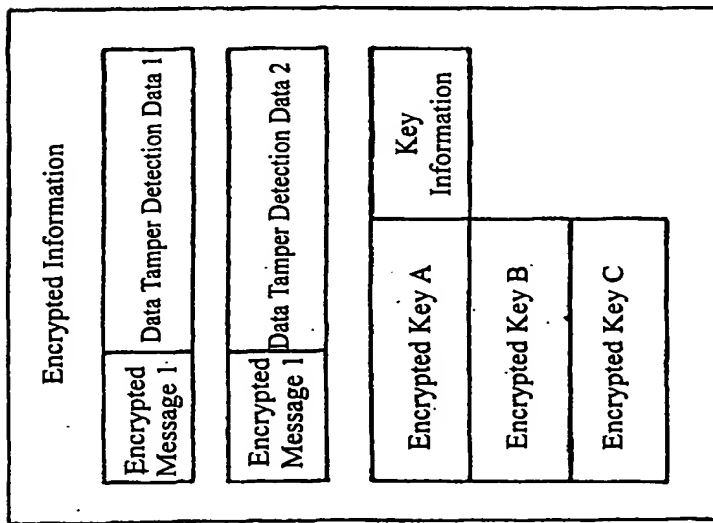 Encrypted Information
Encrypted
Message 1
Data Tamper Detection Data 1
Encrypted
Message 1
Data Tamper Detection Data 2
Encrypted Key A
Key
Information
Encrypted Key B
Encrypted Key C